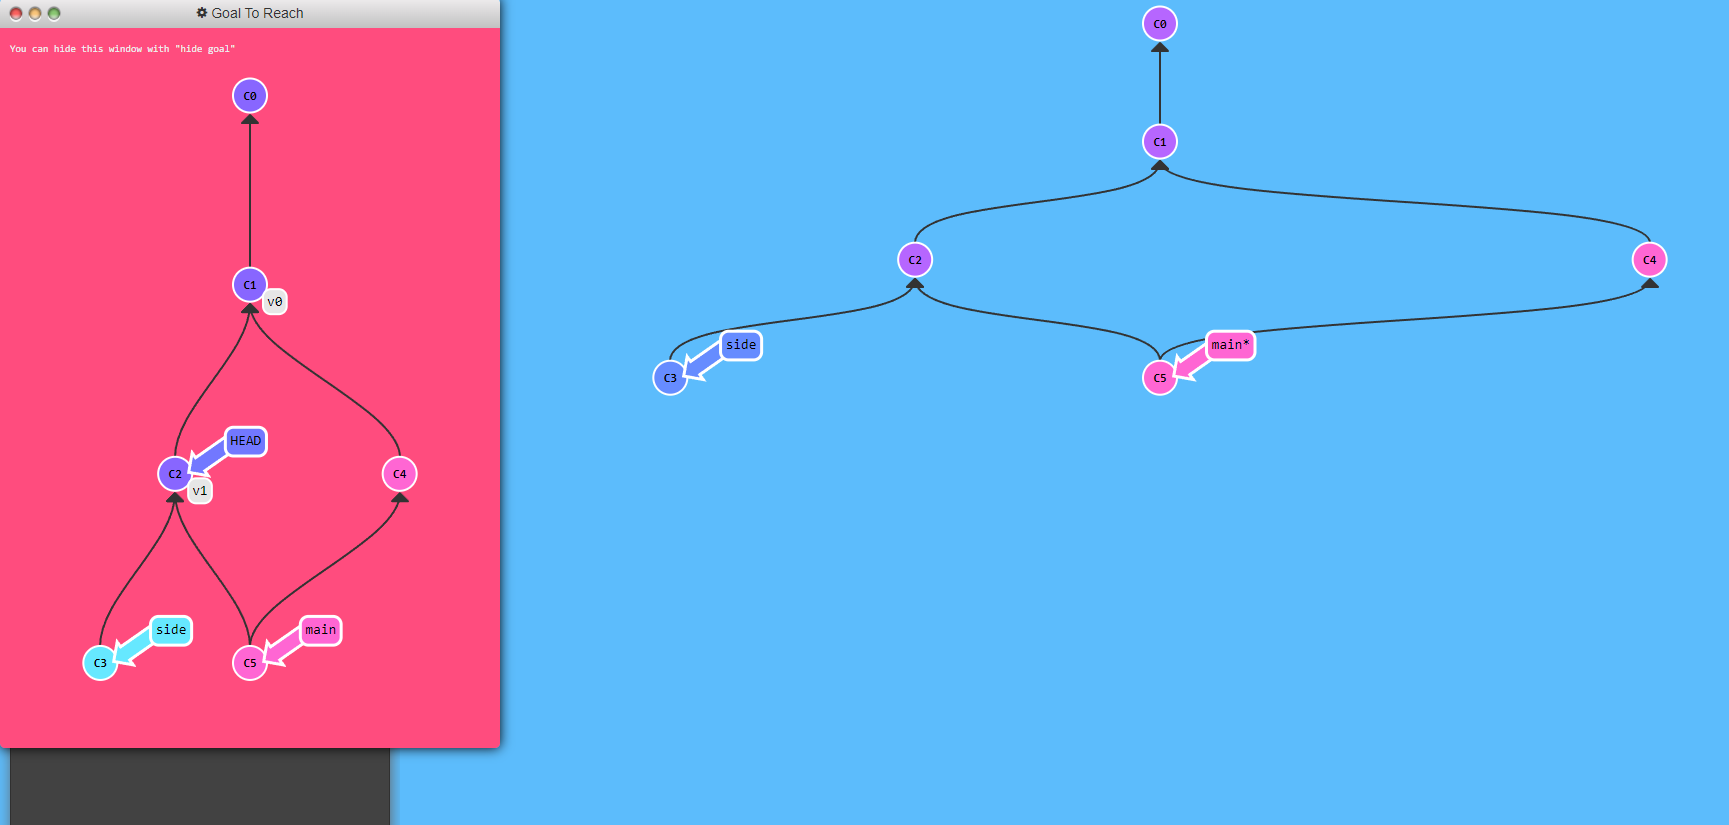 Goal To Reach
You can hide this window with "hide goal"
C0
C1
v0
HEAD
C2
v1
C4
side
main
C3
C5
C0
C1
C2
C4
side
main*
C3
C5